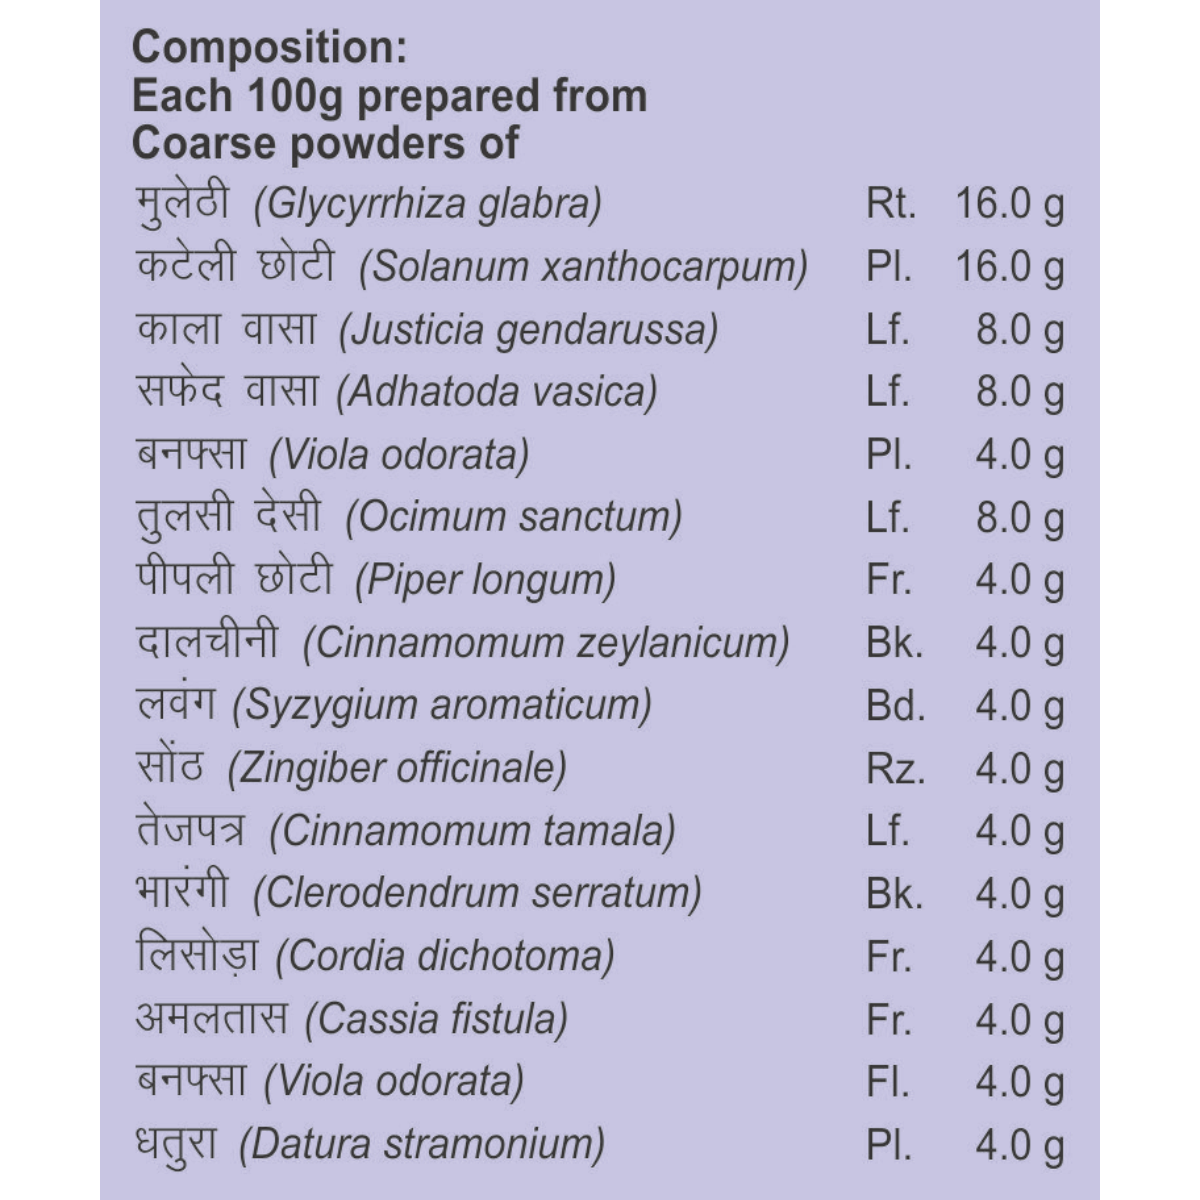 Composition:
Each 100g prepared from
Coarse powders of
मुलेठी (Glycyrrhiza glabra) Rt. 16.0 g
कटेली छोटी (Solanum xanthocarpum) Pl. 16.0 g
काला वासा (Justicia gendarussa) Lf. 8.0 g
सफेद वासा (Adhatoda vasica) Lf. 8.0 g
बनफ्सा (Viola odorata) Pl. 4.0 g
तुलसी देसी (Ocimum sanctum) Lf. 8.0 g
पीपली छोटी (Piper longum) Fr. 4.0 g
दालचीनी (Cinnamomum zeylanicum) Bk. 4.0 g
लवंग (Syzygium aromaticum) Bd. 4.0 g
सोंठ (Zingiber officinale) Rz. 4.0 g
तेजपत्र (Cinnamomum tamala) Lf. 4.0 g
भारंगी (Clerodendrum serratum) Bk. 4.0 g
लिसोड़ा (Cordia dichotoma) Fr. 4.0 g
अमलतास (Cassia fistula) Fr. 4.0 g
बनफ्सा (Viola odorata) Fl. 4.0 g
धतुरा (Datura stramonium) Pl. 4.0 g